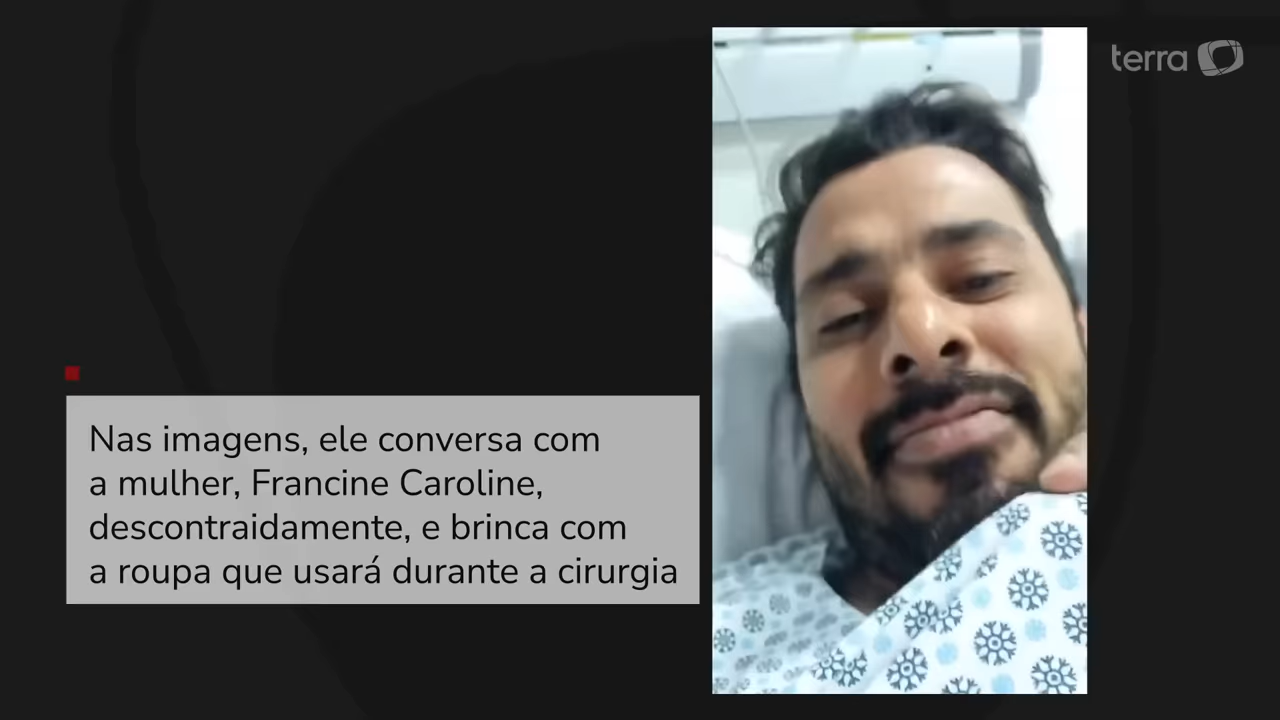 terra
Nas imagens, ele conversa com
a mulher, Francine Caroline,
descontraidamente, e brinca com
a roupa que usará durante a cirurgia